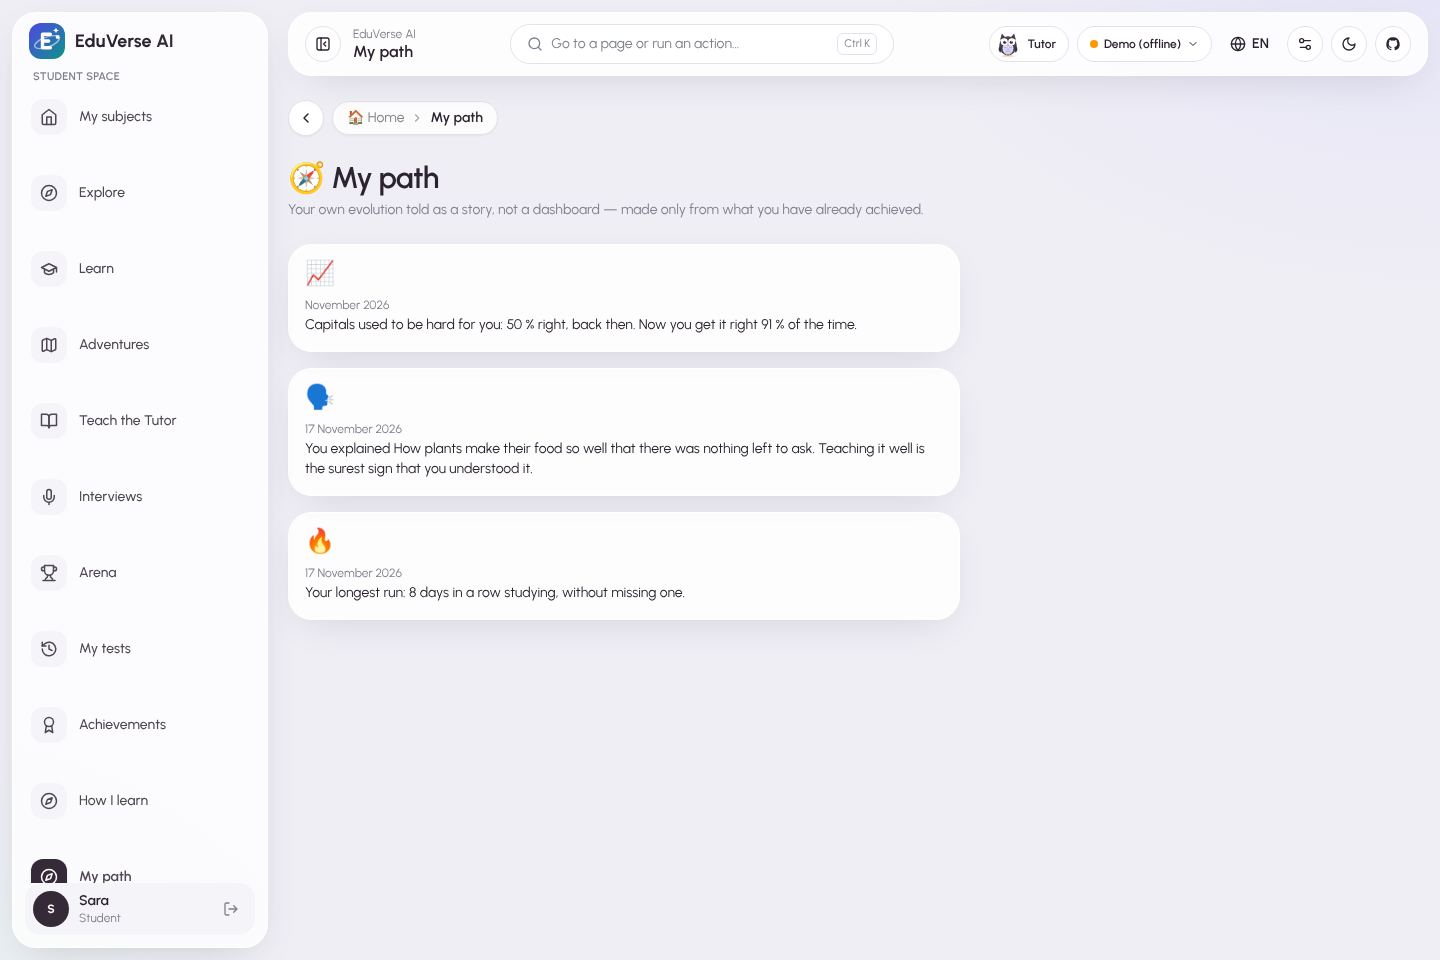 EduVerse AI
STUDENT SPACE
My subjects
Explore
Learn
Adventures
Teach the Tutor
Interviews
Arena
My tests
Achievements
How I learn
My path
S
Sara
Student
EduVerse AI
My path
Go to a page or run an action...
Ctrl K
Tutor
Demo (offline)
EN
Home
My path
My path
Your own evolution told as a story, not a dashboard — made only from what you have already achieved.
November 2026
Capitals used to be hard for you: 50 % right, back then. Now you get it right 91 % of the time.
17 November 2026
You explained How plants make their food so well that there was nothing left to ask. Teaching it well is
the surest sign that you understood it.
17 November 2026
Your longest run: 8 days in a row studying, without missing one.